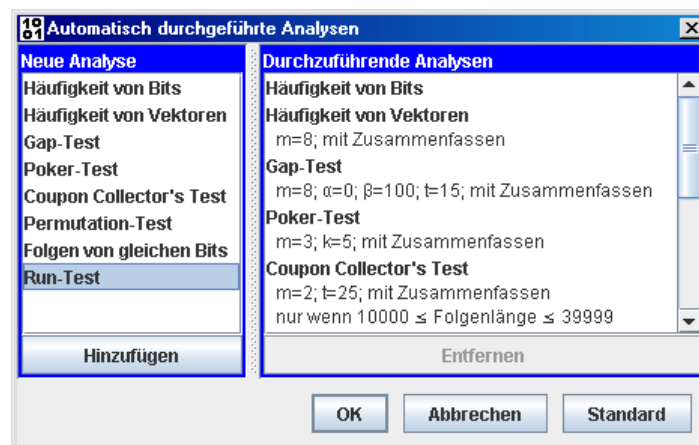 Automatisch durchgeführte Analysen
Neue Analyse
Häufigkeit von Bits
Häufigkeit von Vektoren
Gap-Test
Poker-Test
Coupon Collector's Test
Permutation-Test
Folgen von gleichen Bits
Run-Test
Hinzufügen
Durchzuführende Analysen
Häufigkeit von Bits
Häufigkeit von Vektoren
m=8; mit Zusammenfassen
Gap-Test
m=8; α=0; β=100; t=15; mit Zusammenfassen
Poker-Test
m=3; k=5; mit Zusammenfassen
Coupon Collector's Test
m=2; t=25; mit Zusammenfassen
nur wenn 10000 ≤ Folgenlänge ≤ 39999
Entfernen
OK
Abbrechen
Standard